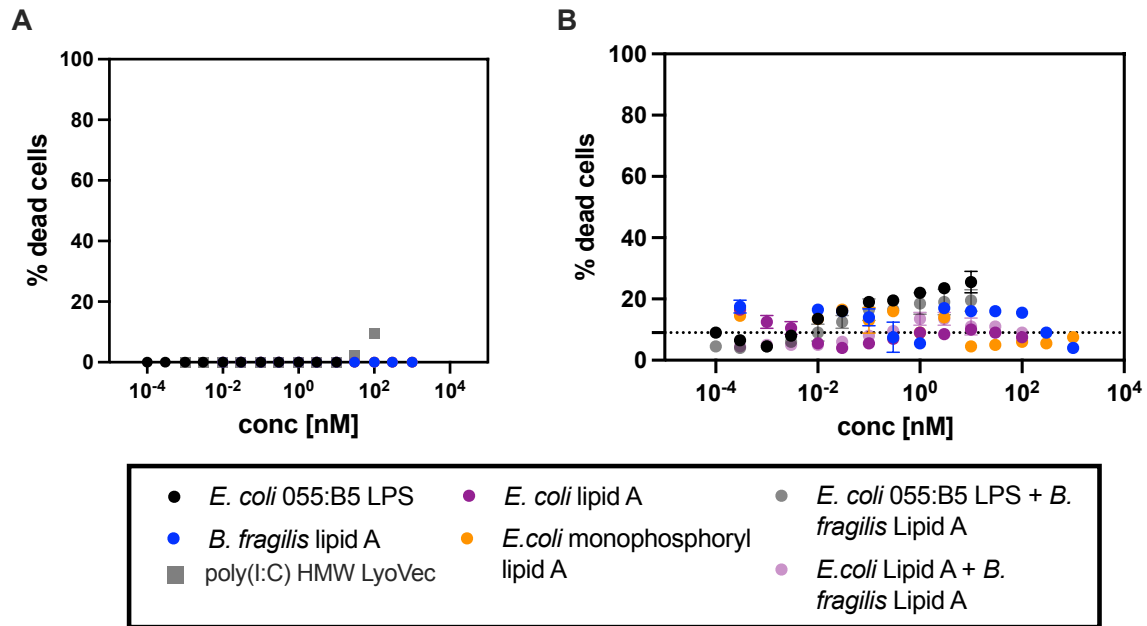 A
B
% dead cells
100
80
60
40
20
0
10⁻⁴ 10⁻² 10⁰ 10² 10⁴
conc [nM]
% dead cells
100
80
60
40
20
0
10⁻⁴ 10⁻² 10⁰ 10² 10⁴
conc [nM]
E. coli 055:B5 LPS
B. fragilis lipid A
poly(I:C) HMW LyoVec
E. coli lipid A
E.coli monophosphoryl
lipid A
E. coli 055:B5 LPS + B.
fragilis Lipid A
E.coli Lipid A + B.
fragilis Lipid A